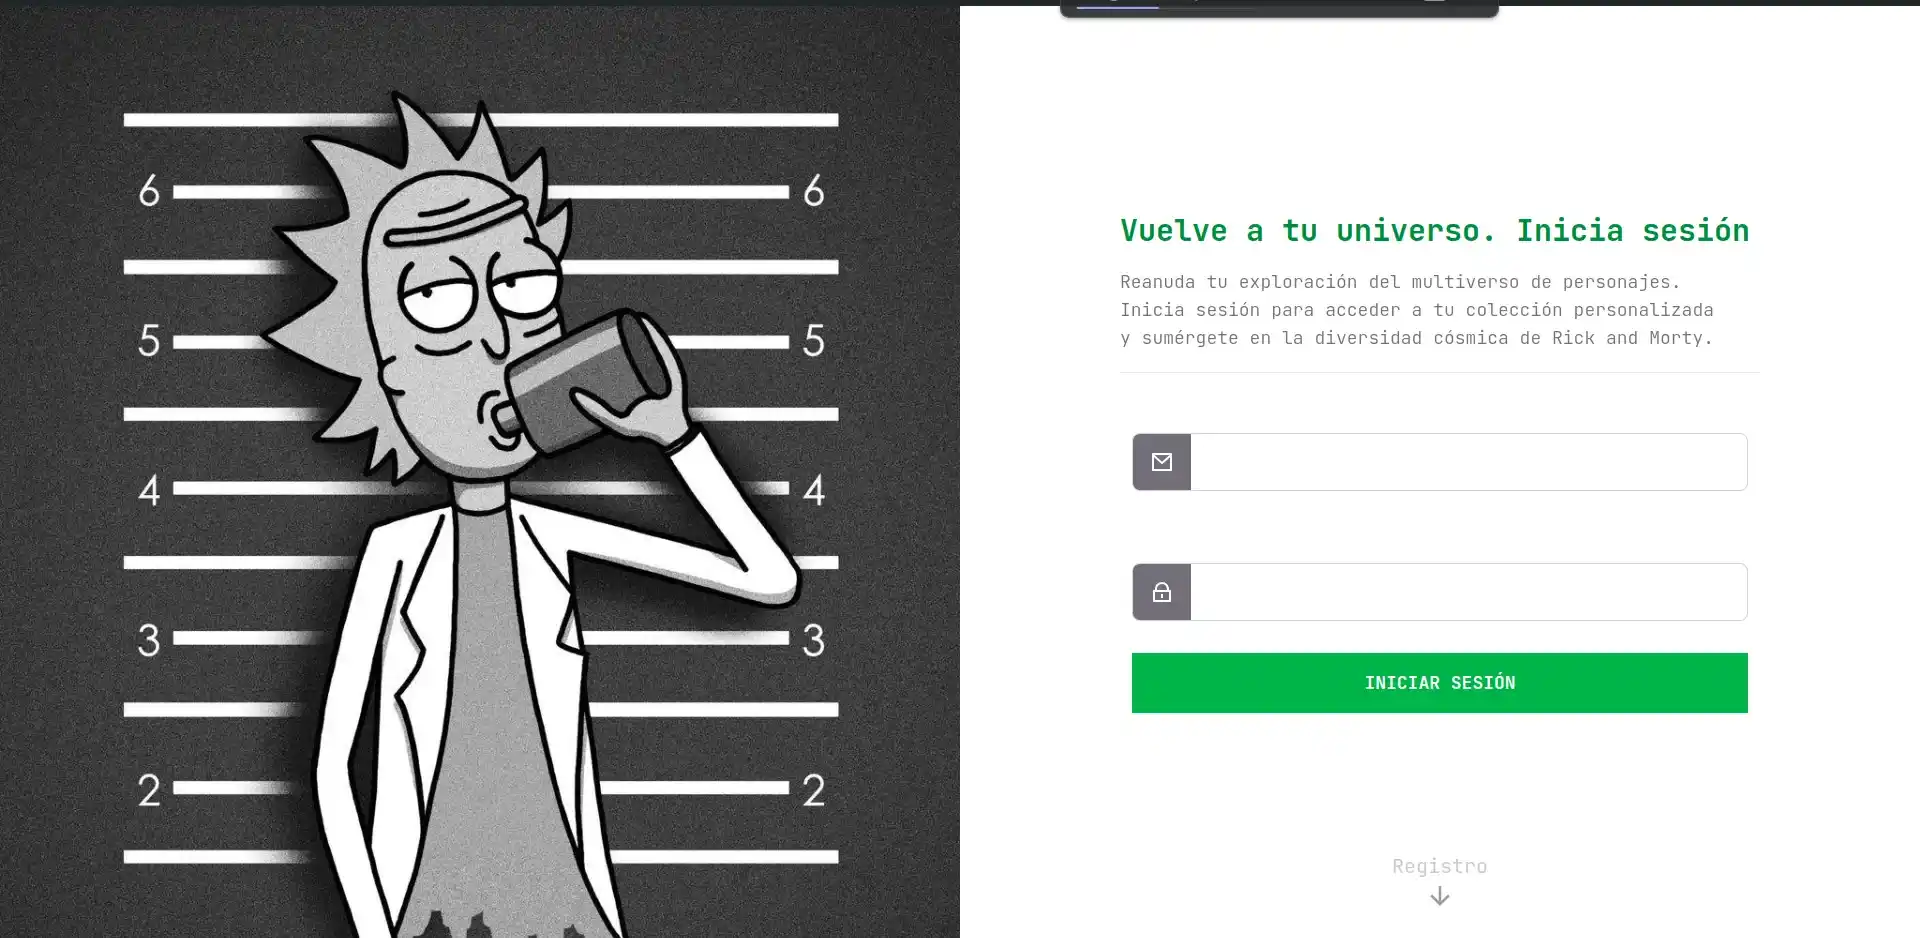 6 6
5 5
4 4
3 3
2 2
Vuelve a tu universo. Inicia sesión
Reanuda tu exploración del multiverso de personajes.
Inicia sesión para acceder a tu colección personalizada
y sumérgete en la diversidad cósmica de Rick and Morty.
INICIAR SESIÓN
Registro